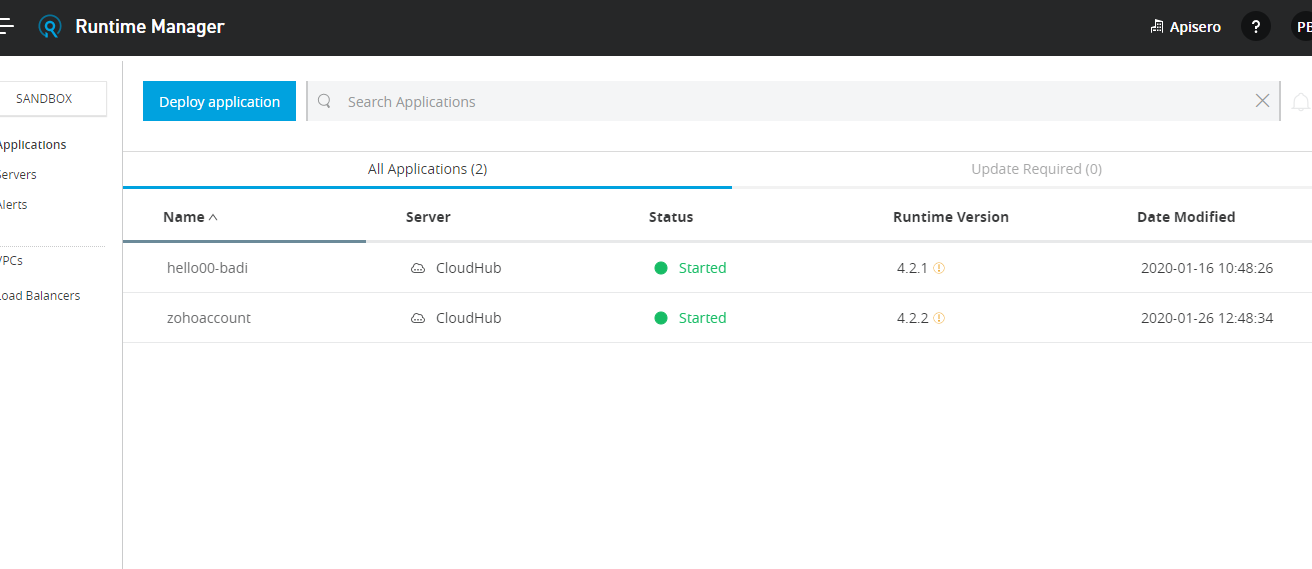 Runtime Manager
Apisero
?
SANDBOX
Deploy application
Search Applications
All Applications (2)
Update Required (0)
Applications
Servers
Alerts
VPCs
Load Balancers
Name
Server
Status
Runtime Version
Date Modified
hello00-badi
CloudHub
Started
4.2.1
2020-01-16 10:48:26
zohoaccount
CloudHub
Started
4.2.2
2020-01-26 12:48:34